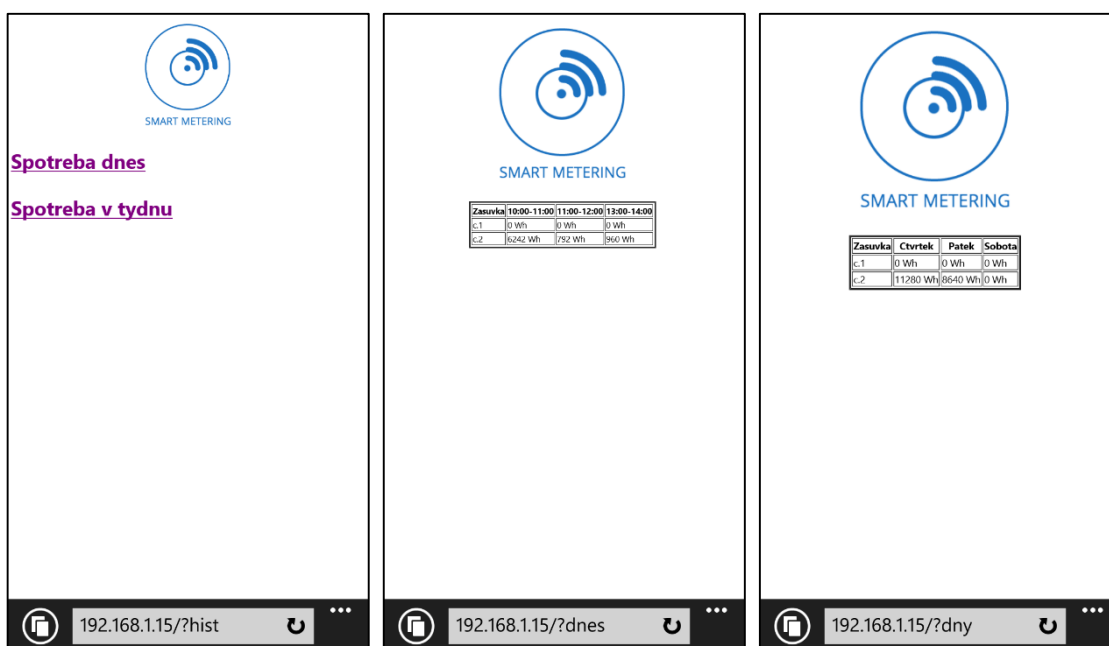 SMART METERING
Spotreba dnes
Spotreba v tydnu
192.168.1.15/?hist
SMART METERING
Zasuvka 10:00-11:00 11:00-12:00 13:00-14:00
c.1 0 Wh 0 Wh 0 Wh
c.2 6242 Wh 792 Wh 960 Wh
192.168.1.15/?dnes
SMART METERING
Zasuvka Ctvrtek Patek Sobota
c.1 0 Wh 0 Wh 0 Wh
c.2 11280 Wh 8640 Wh 0 Wh
192.168.1.15/?dny